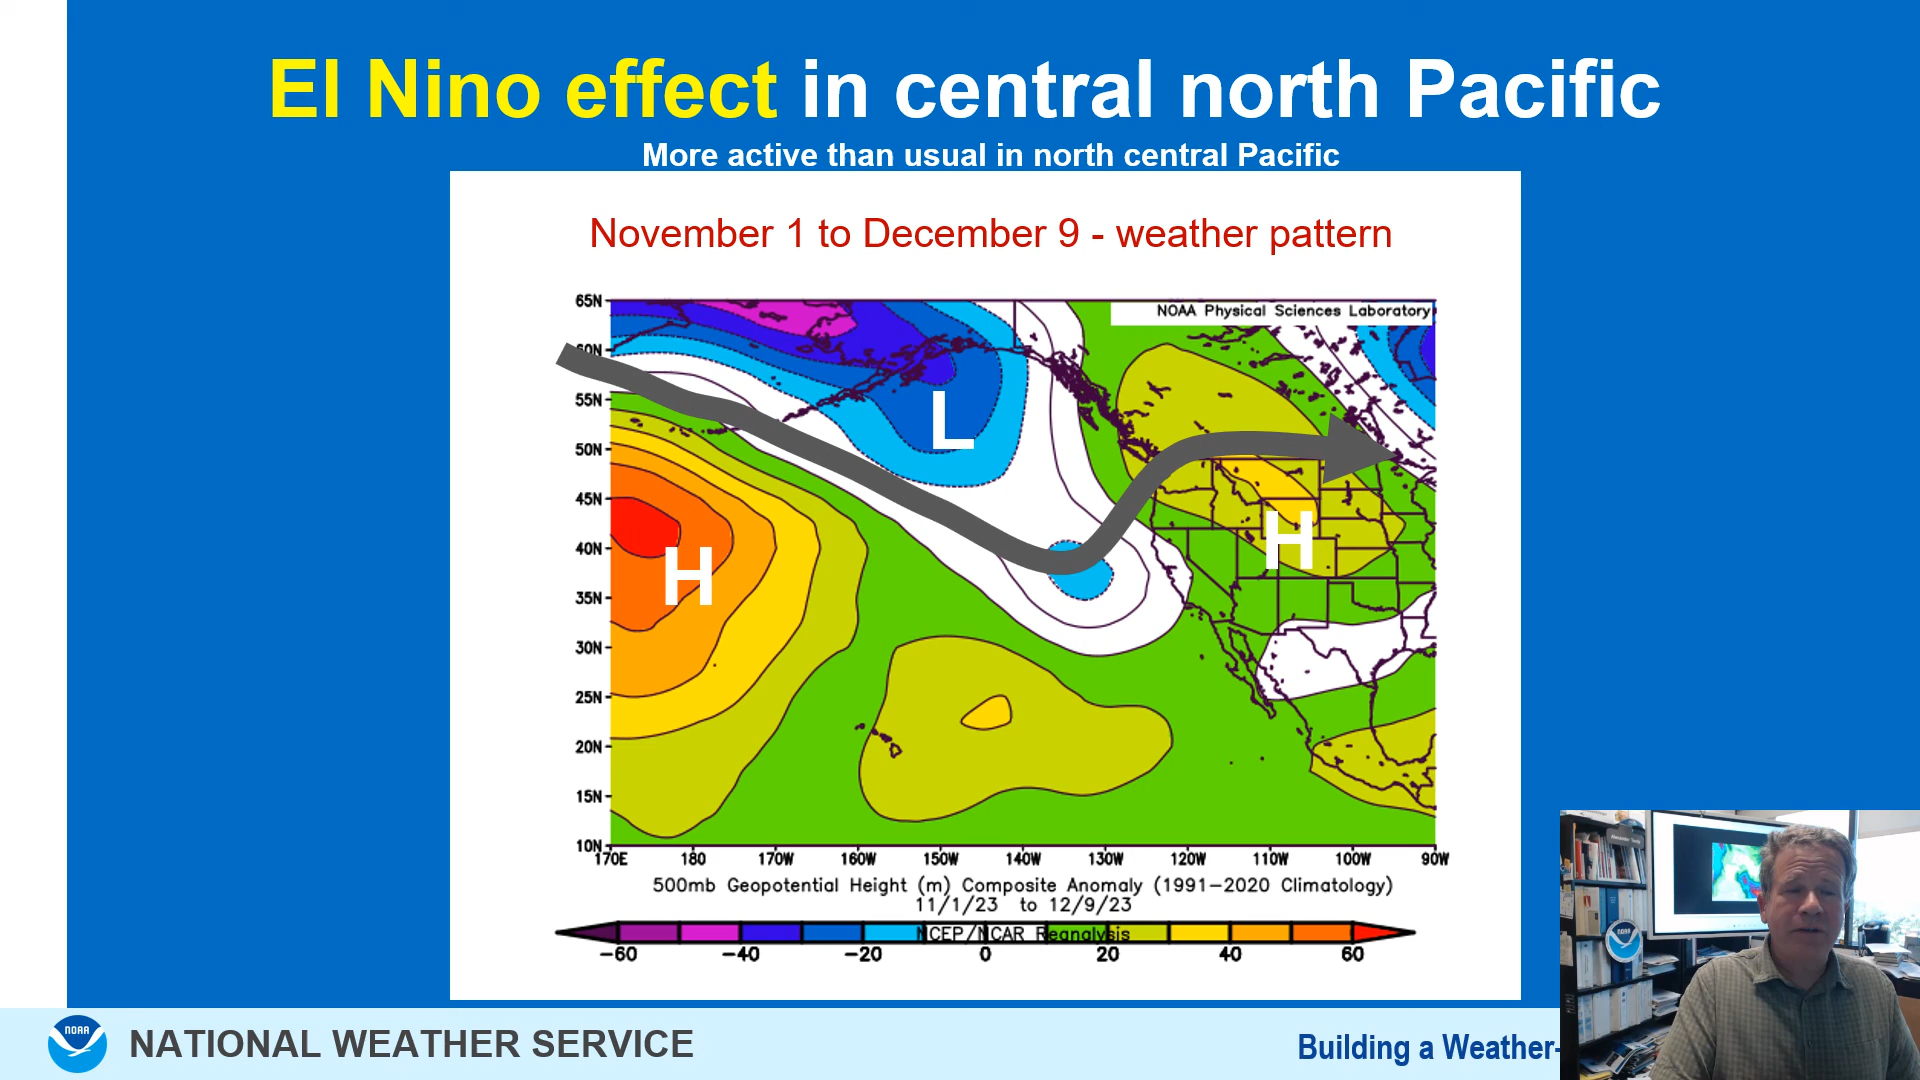 El Nino effect in central north Pacific
More active than usual in north central Pacific
November 1 to December 9 - weather pattern
NOAA Physical Sciences Laboratory
65N
60N
55N
50N
45N
40N
35N
30N
25N
20N
15N
10N
L
H
H
170E 180 170W 160W 150W 140W 130W 120W 110W 100W 90W
500mb Geopotential Height (m) Composite Anomaly (1991-2020 Climatology)
11/1/23 to 12/9/23
NCEP/NCAR Reanalysis
-60 -40 -20 0 20 40 60
NOAA
NATIONAL WEATHER SERVICE
Building a Weather-